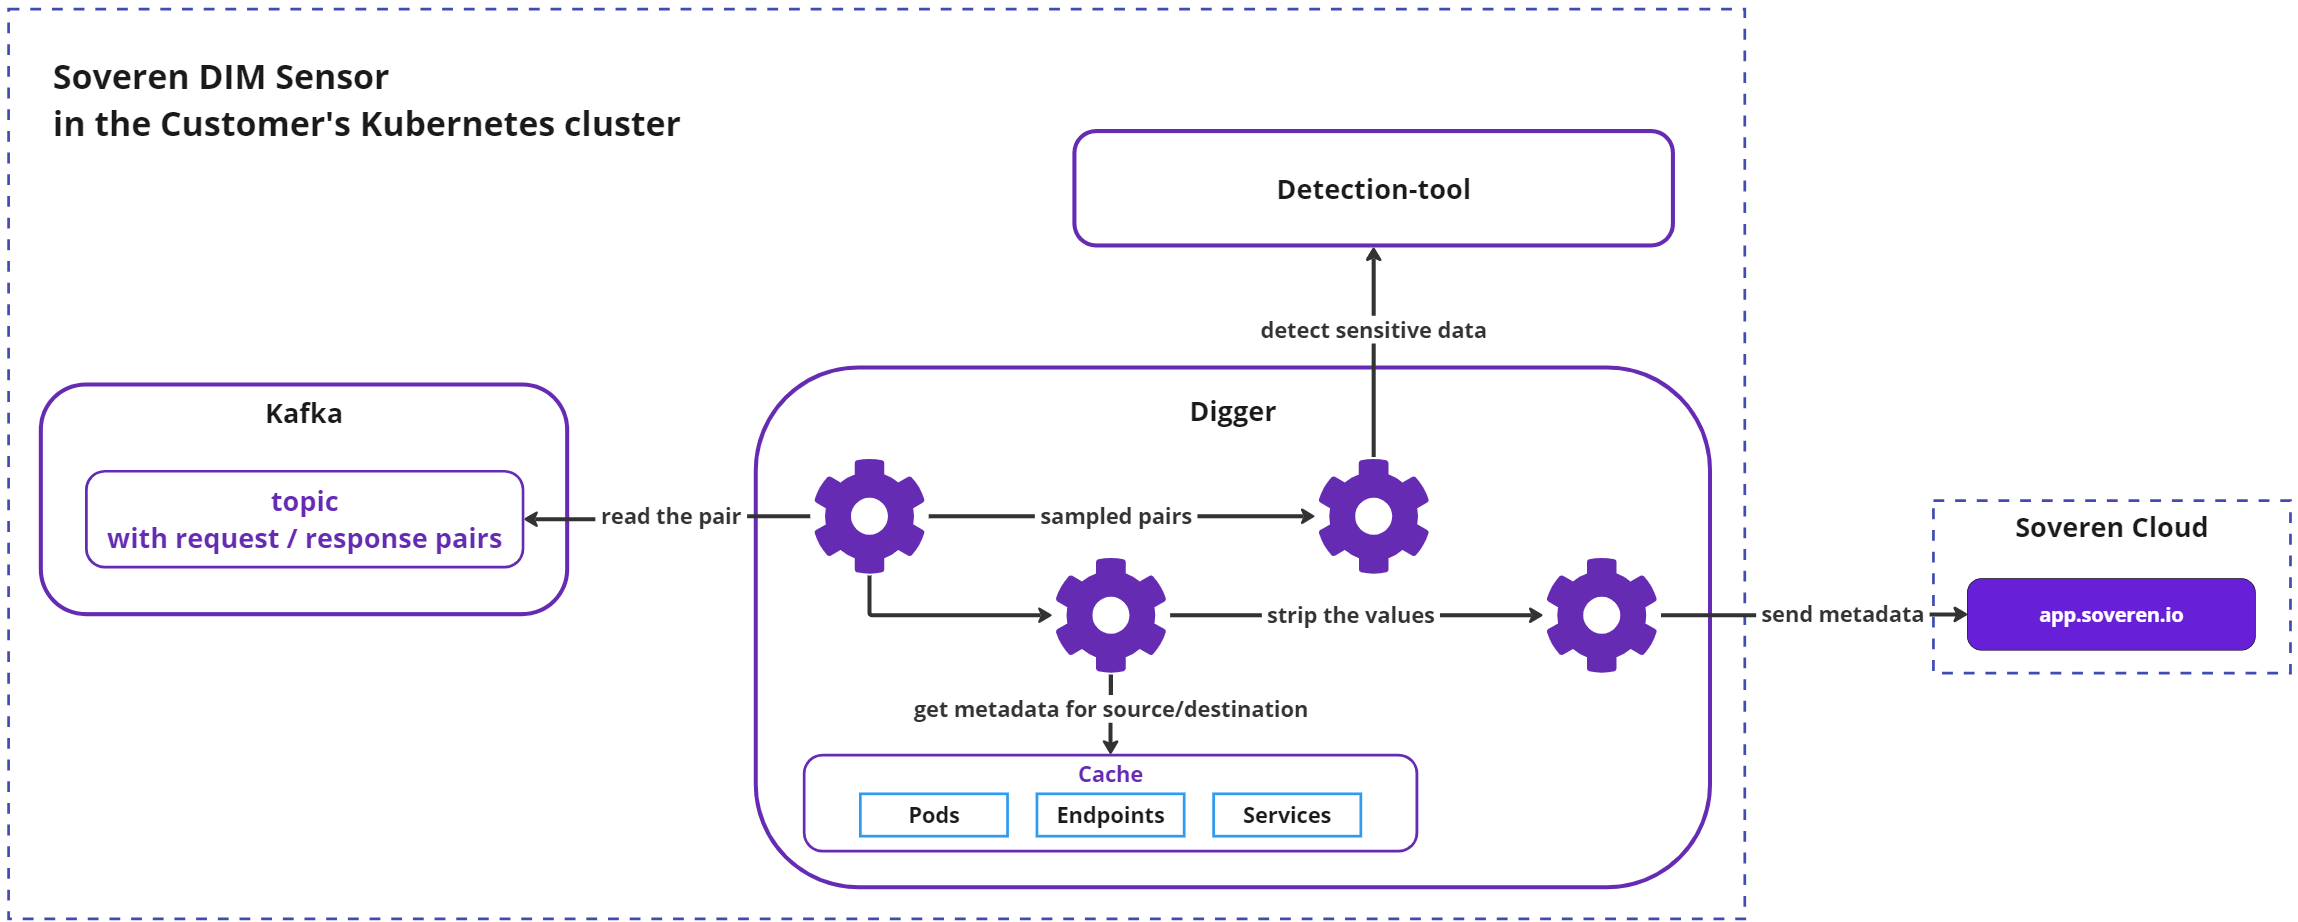 Soveren DIM Sensor
in the Customer's Kubernetes cluster
Detection-tool
detect sensitive data
Kafka
topic
with request / response pairs
read the pair
Digger
sampled pairs
strip the values
get metadata for source/destination
Cache
Pods
Endpoints
Services
send metadata
Soveren Cloud
app.soveren.io